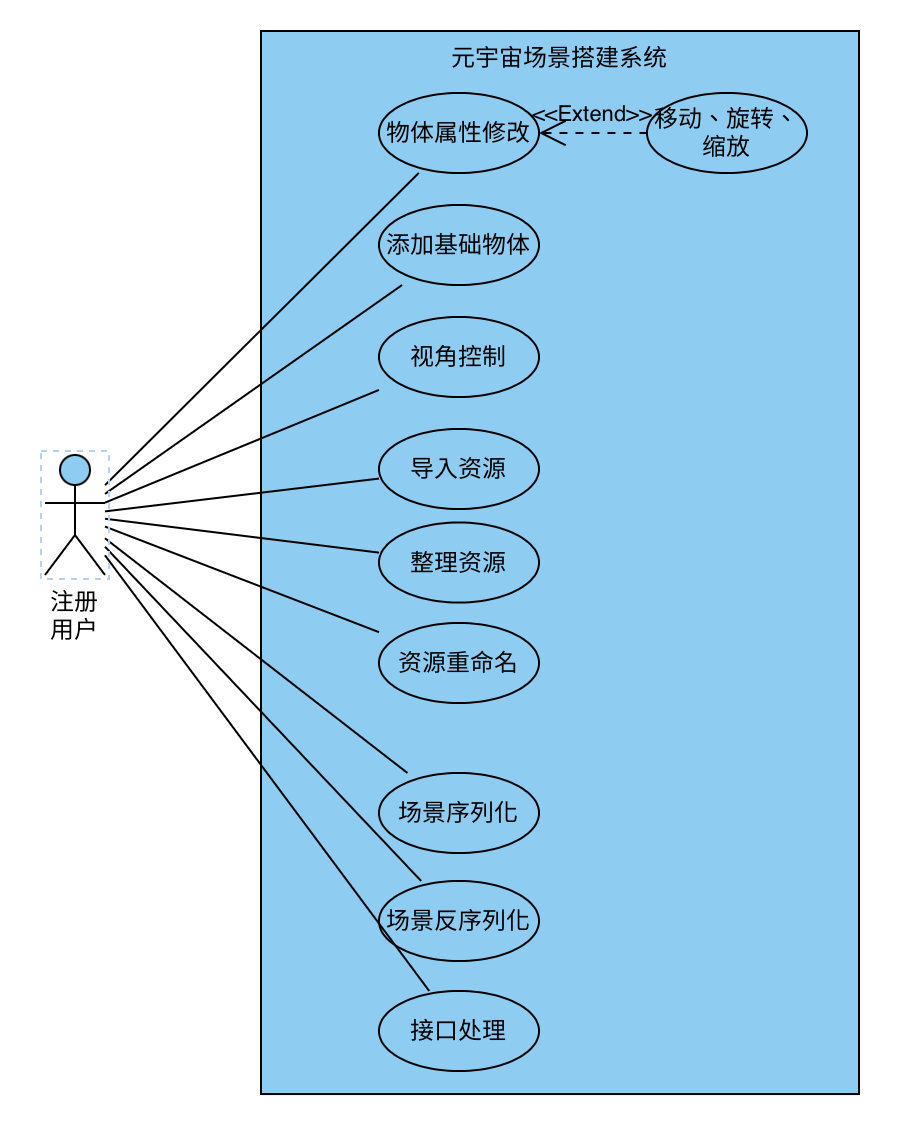 元宇宙场景搭建系统
物体属性修改
<<Extend>>
移动、旋转、
缩放
添加基础物体
视角控制
导入资源
整理资源
注册
用户
资源重命名
场景序列化
场景反序列化
接口处理